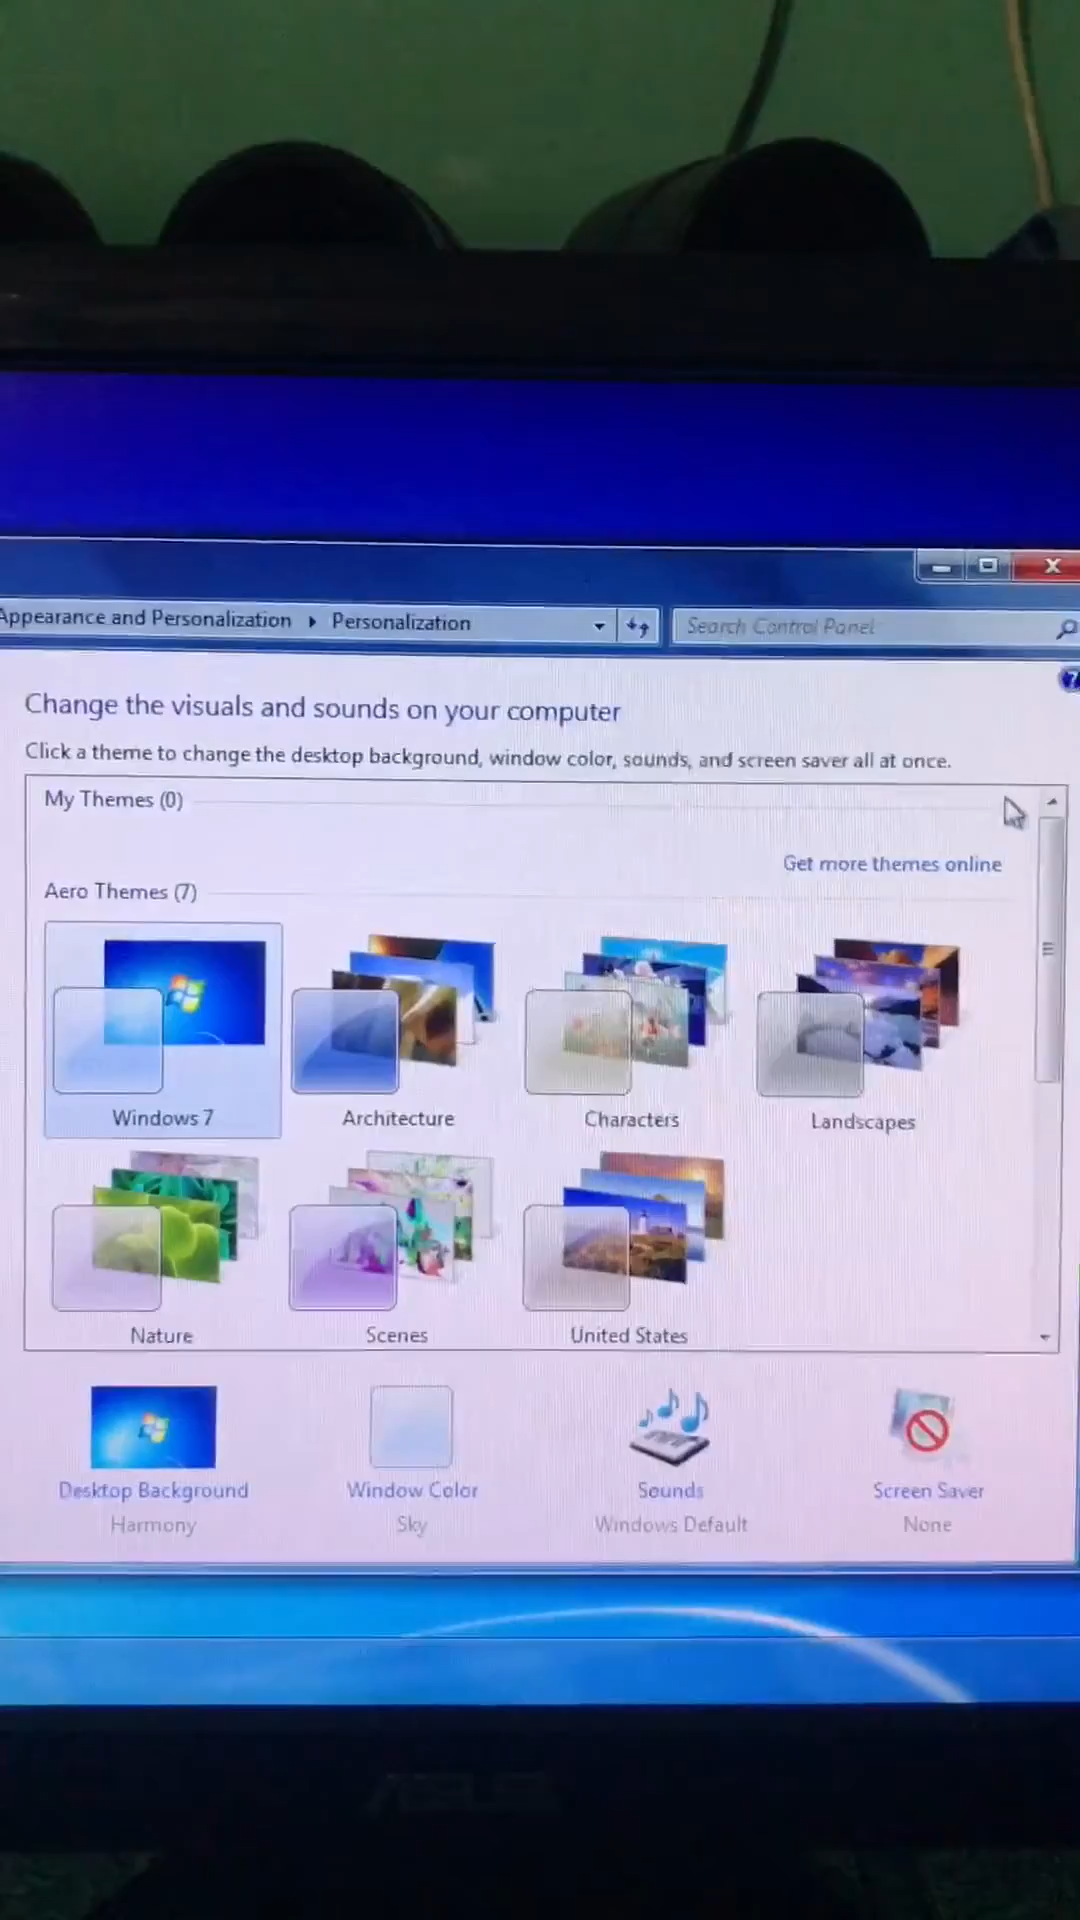 Appearance and Personalization ▸ Personalization
Search Control Panel
Change the visuals and sounds on your computer
Click a theme to change the desktop background, window color, sounds, and screen saver all at once.
My Themes (0)
Get more themes online
Aero Themes (7)
Windows 7
Architecture
Characters
Landscapes
Nature
Scenes
United States
Desktop Background
Harmony
Window Color
Sky
Sounds
Windows Default
Screen Saver
None
ASUS